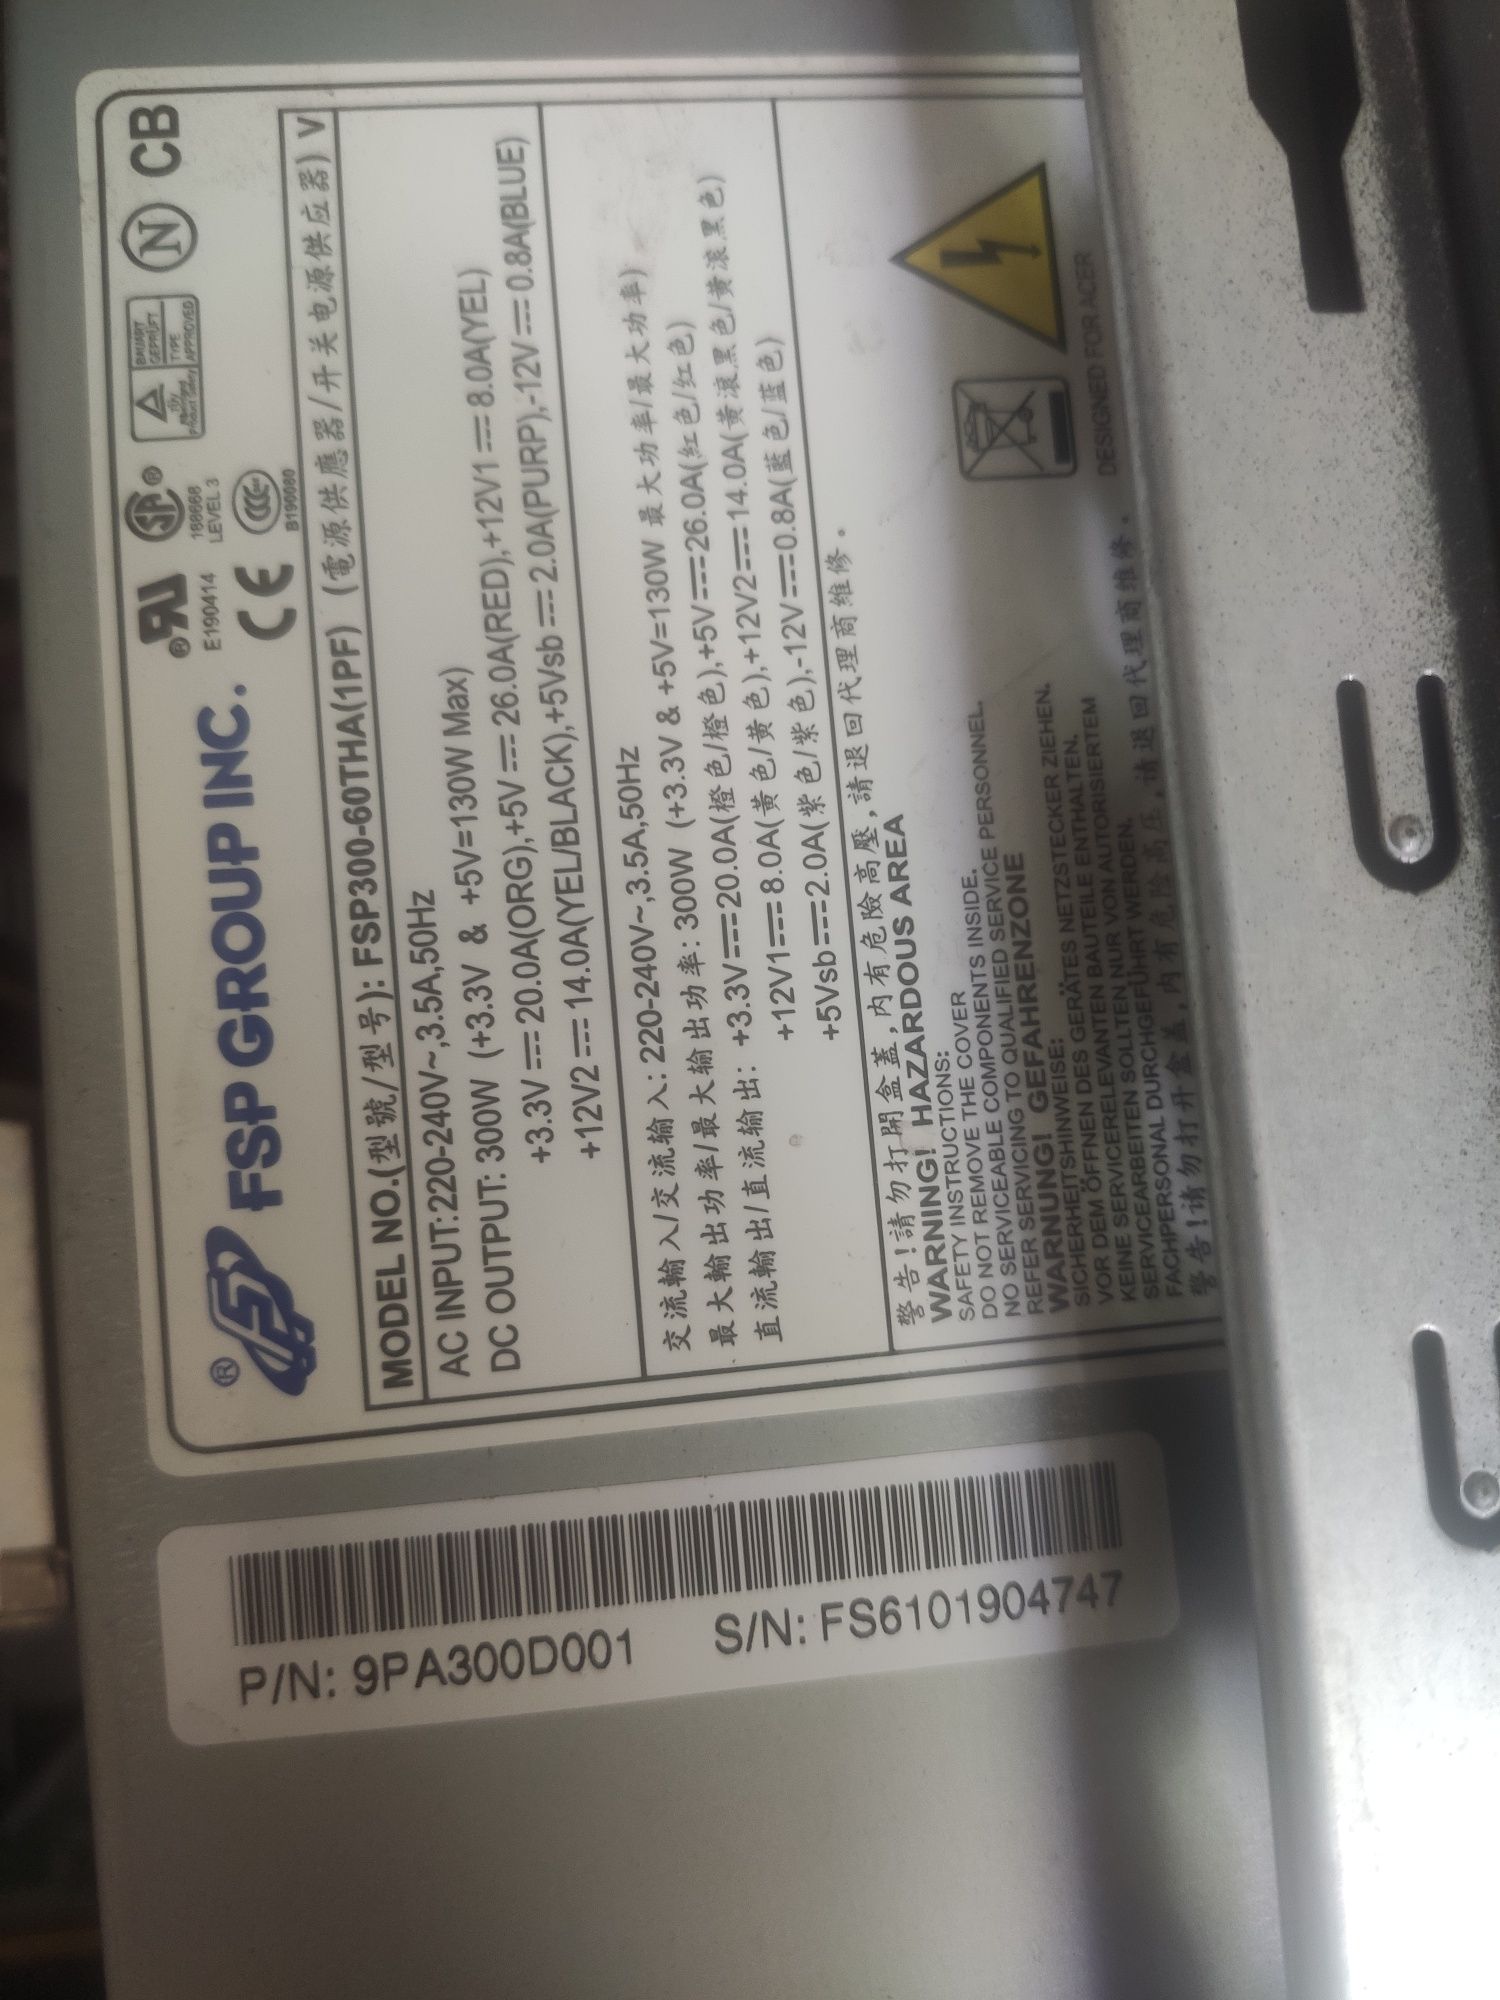 FSP GROUP INC.
E190414
188668
LEVEL 3
BAUART
GEPRÜFT
TYPE
APPROVED
TÜV
Product Safety
N
CB
CE
CCC
B190080
MODEL NO.(型號/型号): FSP300-60THA(1PF) (電源供應器/开关电源供应器) V
AC INPUT:220-240V~,3.5A,50Hz
DC OUTPUT: 300W (+3.3V & +5V=130W Max)
+3.3V⎓20.0A(ORG),+5V⎓26.0A(RED),+12V1⎓8.0A(YEL)
+12V2⎓14.0A(YEL/BLACK),+5Vsb⎓2.0A(PURP),-12V⎓0.8A(BLUE)
交流輸入/交流输入: 220-240V~,3.5A,50Hz
最大輸出功率/最大输出功率: 300W (+3.3V & +5V=130W 最大功率/最大功率)
直流輸出/直流输出: +3.3V⎓20.0A(橙色/橙色),+5V⎓26.0A(紅色/红色)
+12V1⎓8.0A(黃色/黄色),+12V2⎓14.0A(黃滾黑色/黄滚黑色)
+5Vsb⎓2.0A(紫色/紫色),-12V⎓0.8A(藍色/蓝色)
警告!請勿打開盒蓋,內有危險高壓,請退回代理商維修。
WARNING! HAZARDOUS AREA
SAFETY INSTRUCTIONS:
DO NOT REMOVE THE COVER
NO SERVICEABLE COMPONENTS INSIDE.
REFER SERVICING TO QUALIFIED SERVICE PERSONNEL.
WARNUNG! GEFAHRENZONE
SICHERHEITSHINWEISE:
VOR DEM ÖFFNEN DES GERÄTES NETZSTECKER ZIEHEN.
KEINE SERVICERELEVANTEN BAUTEILE ENTHALTEN.
SERVICEARBEITEN SOLLTEN NUR VON AUTORISIERTEM
FACHPERSONAL DURCHGEFÜHRT WERDEN.
警告!请勿打开盒盖,内有危险高压,请退回代理商维修.
DESIGNED FOR ACER
P/N: 9PA300D001
S/N: FS6101904747